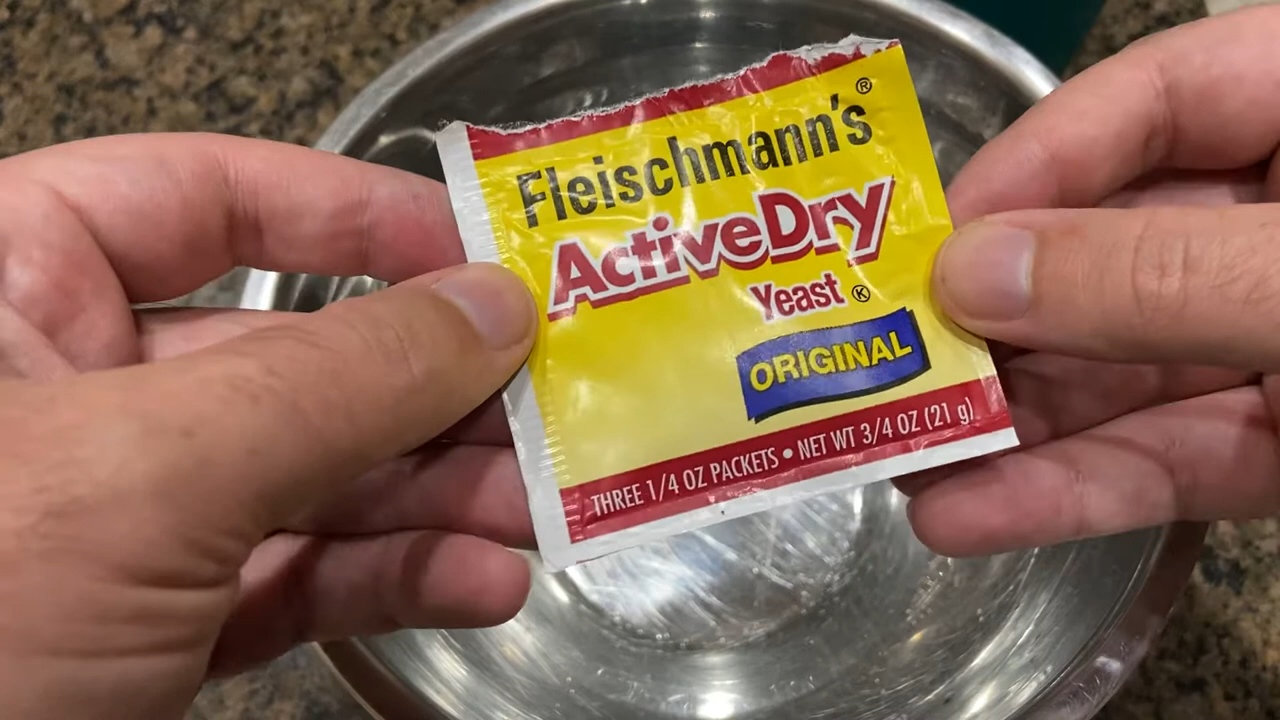 Fleischmann's®
ActiveDry
Yeast Ⓚ
ORIGINAL
THREE 1/4 OZ PACKETS • NET WT 3/4 OZ (21 g)